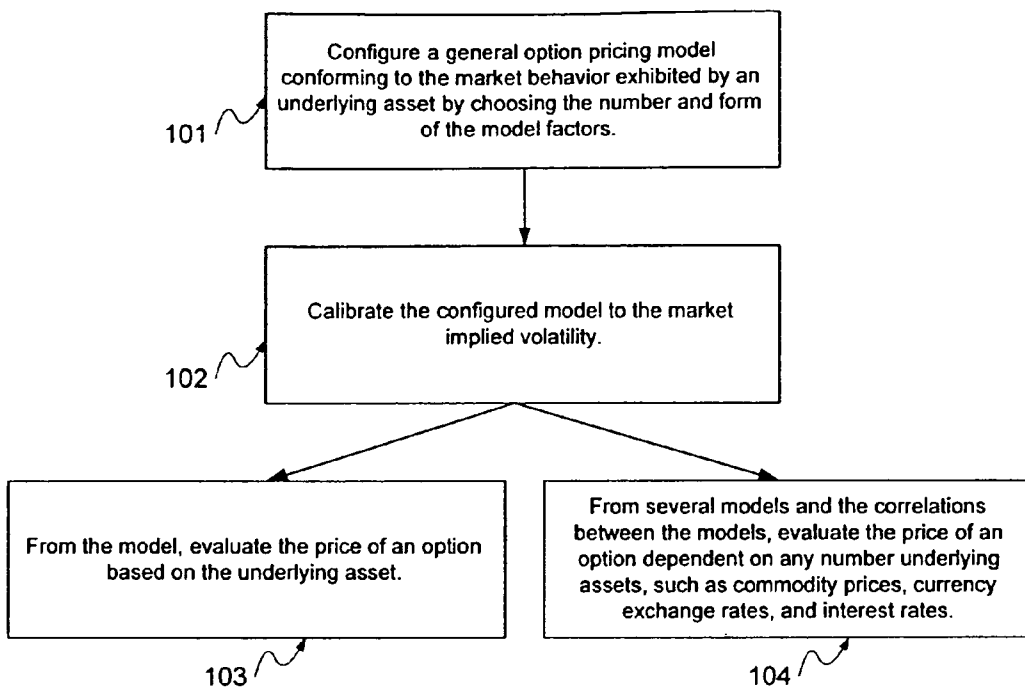 Configure a general option pricing model
conforming to the market behavior exhibited by an
underlying asset by choosing the number and form
of the model factors.
101
Calibrate the configured model to the market
implied volatility.
102
From the model, evaluate the price of an option
based on the underlying asset.
103
From several models and the correlations
between the models, evaluate the price of an
option dependent on any number underlying
assets, such as commodity prices, currency
exchange rates, and interest rates.
104